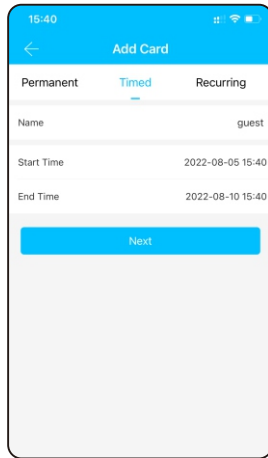 15:40
Add Card
Permanent Timed Recurring
Name guest
Start Time 2022-08-05 15:40
End Time 2022-08-10 15:40
Next